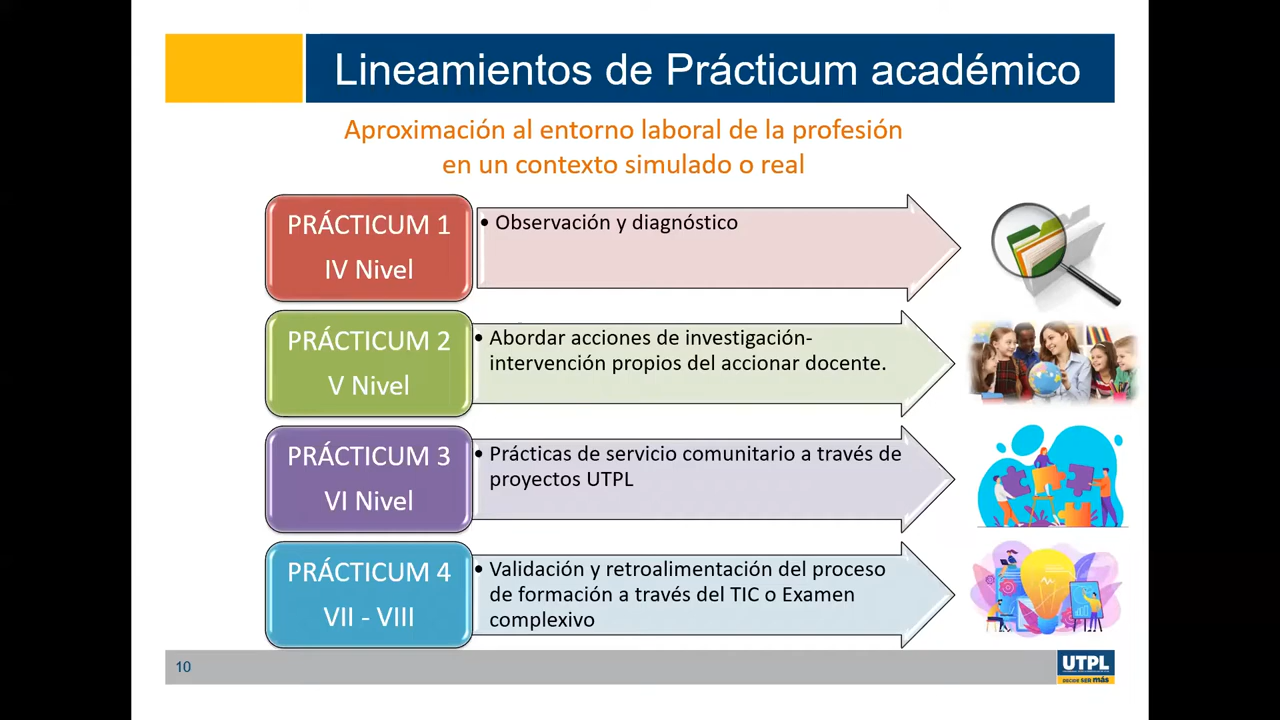 Lineamientos de Prácticum académico
Aproximación al entorno laboral de la profesión
en un contexto simulado o real
PRÁCTICUM 1
IV Nivel
• Observación y diagnóstico
PRÁCTICUM 2
V Nivel
• Abordar acciones de investigación-
intervención propios del accionar docente.
PRÁCTICUM 3
VI Nivel
• Prácticas de servicio comunitario a través de
proyectos UTPL
PRÁCTICUM 4
VII - VIII
• Validación y retroalimentación del proceso
de formación a través del TIC o Examen
complexivo
10
UTPL
DECIDE SER más